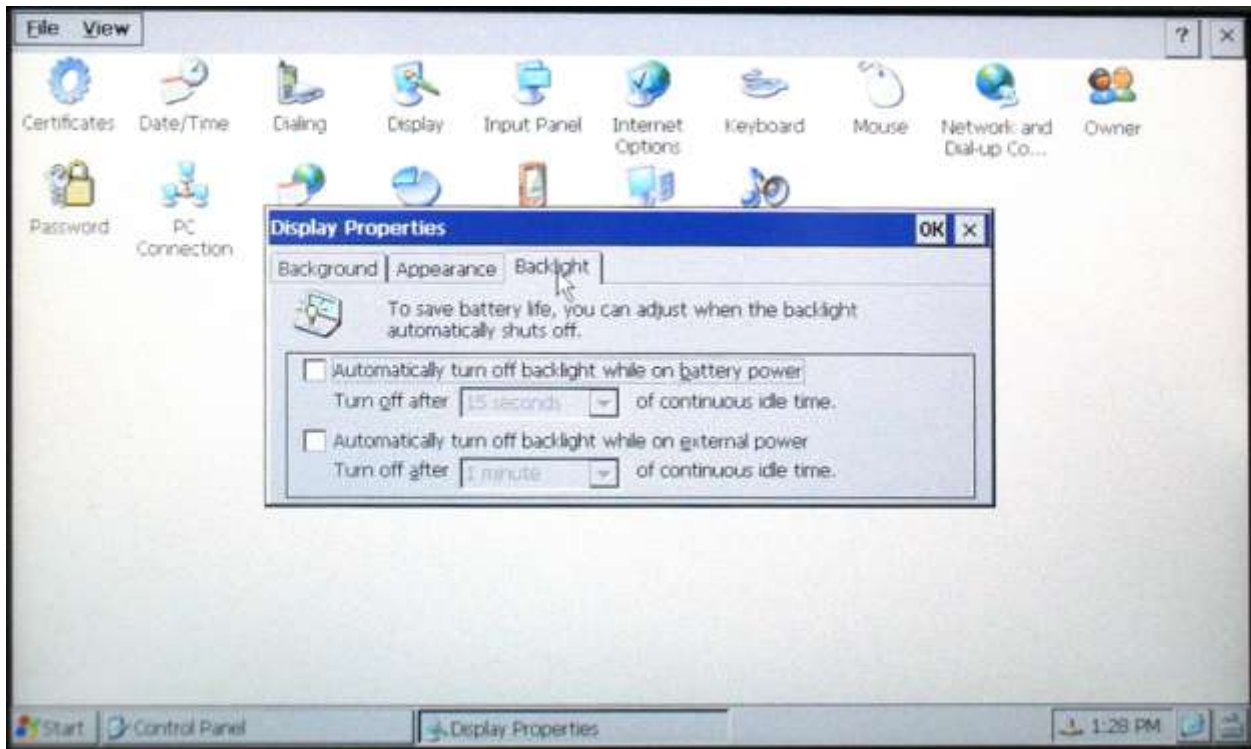 File View ? ×
Certificates Date/Time Dialing Display Input Panel Internet Options Keyboard Mouse Network and Dial-up Co... Owner
Password PC Connection
Display Properties OK ×
Background Appearance Backlight
To save battery life, you can adjust when the backlight
automatically shuts off.
Automatically turn off backlight while on battery power
Turn off after 15 seconds of continuous idle time.
Automatically turn off backlight while on external power
Turn off after 1 minute of continuous idle time.
Start Control Panel Display Properties 1:28 PM